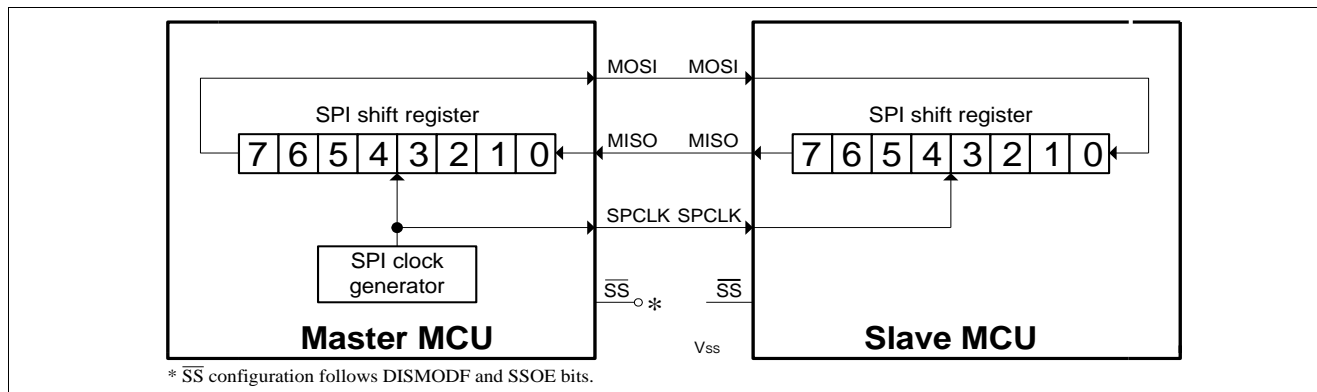 MOSI MOSI
SPI shift register SPI shift register
MISO MISO
7 6 5 4 3 2 1 0 7 6 5 4 3 2 1 0
SPCLK SPCLK
SPI clock
generator
SS * SS
Master MCU Vss Slave MCU
* SS configuration follows DISMODF and SSOE bits.